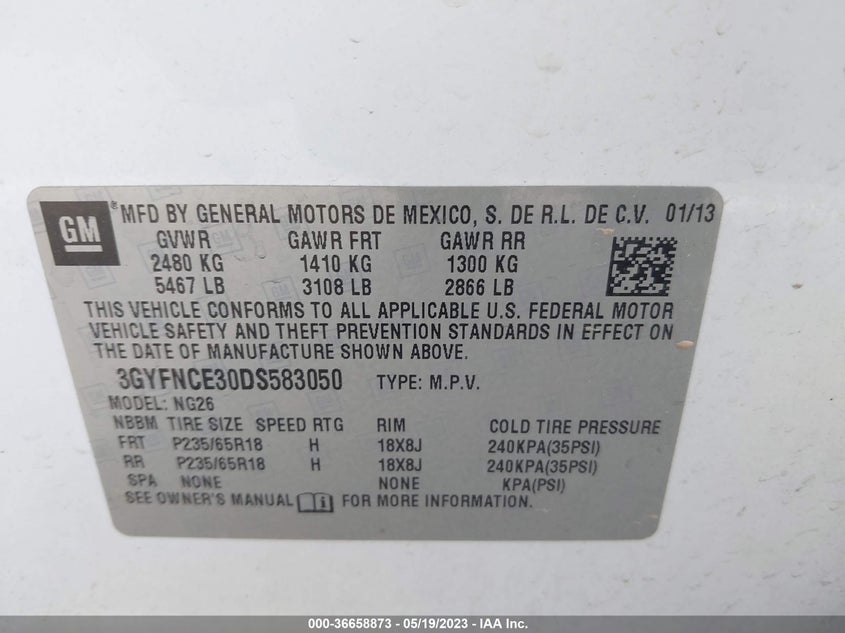 GM ® MFD BY GENERAL MOTORS DE MEXICO, S. DE R.L. DE C.V. 01/13
GVWR GAWR FRT GAWR RR
2480 KG 1410 KG 1300 KG
5467 LB 3108 LB 2866 LB
THIS VEHICLE CONFORMS TO ALL APPLICABLE U.S. FEDERAL MOTOR
VEHICLE SAFETY AND THEFT PREVENTION STANDARDS IN EFFECT ON
THE DATE OF MANUFACTURE SHOWN ABOVE.
3GYFNCE30DS583050 TYPE: M.P.V.
MODEL: NG26
NBBM TIRE SIZE SPEED RTG RIM COLD TIRE PRESSURE
FRT P235/65R18 H 18X8J 240KPA(35PSI)
RR P235/65R18 H 18X8J 240KPA(35PSI)
SPA NONE NONE KPA(PSI)
SEE OWNER'S MANUAL FOR MORE INFORMATION.
000-36658873 - 05/19/2023 - IAA Inc.